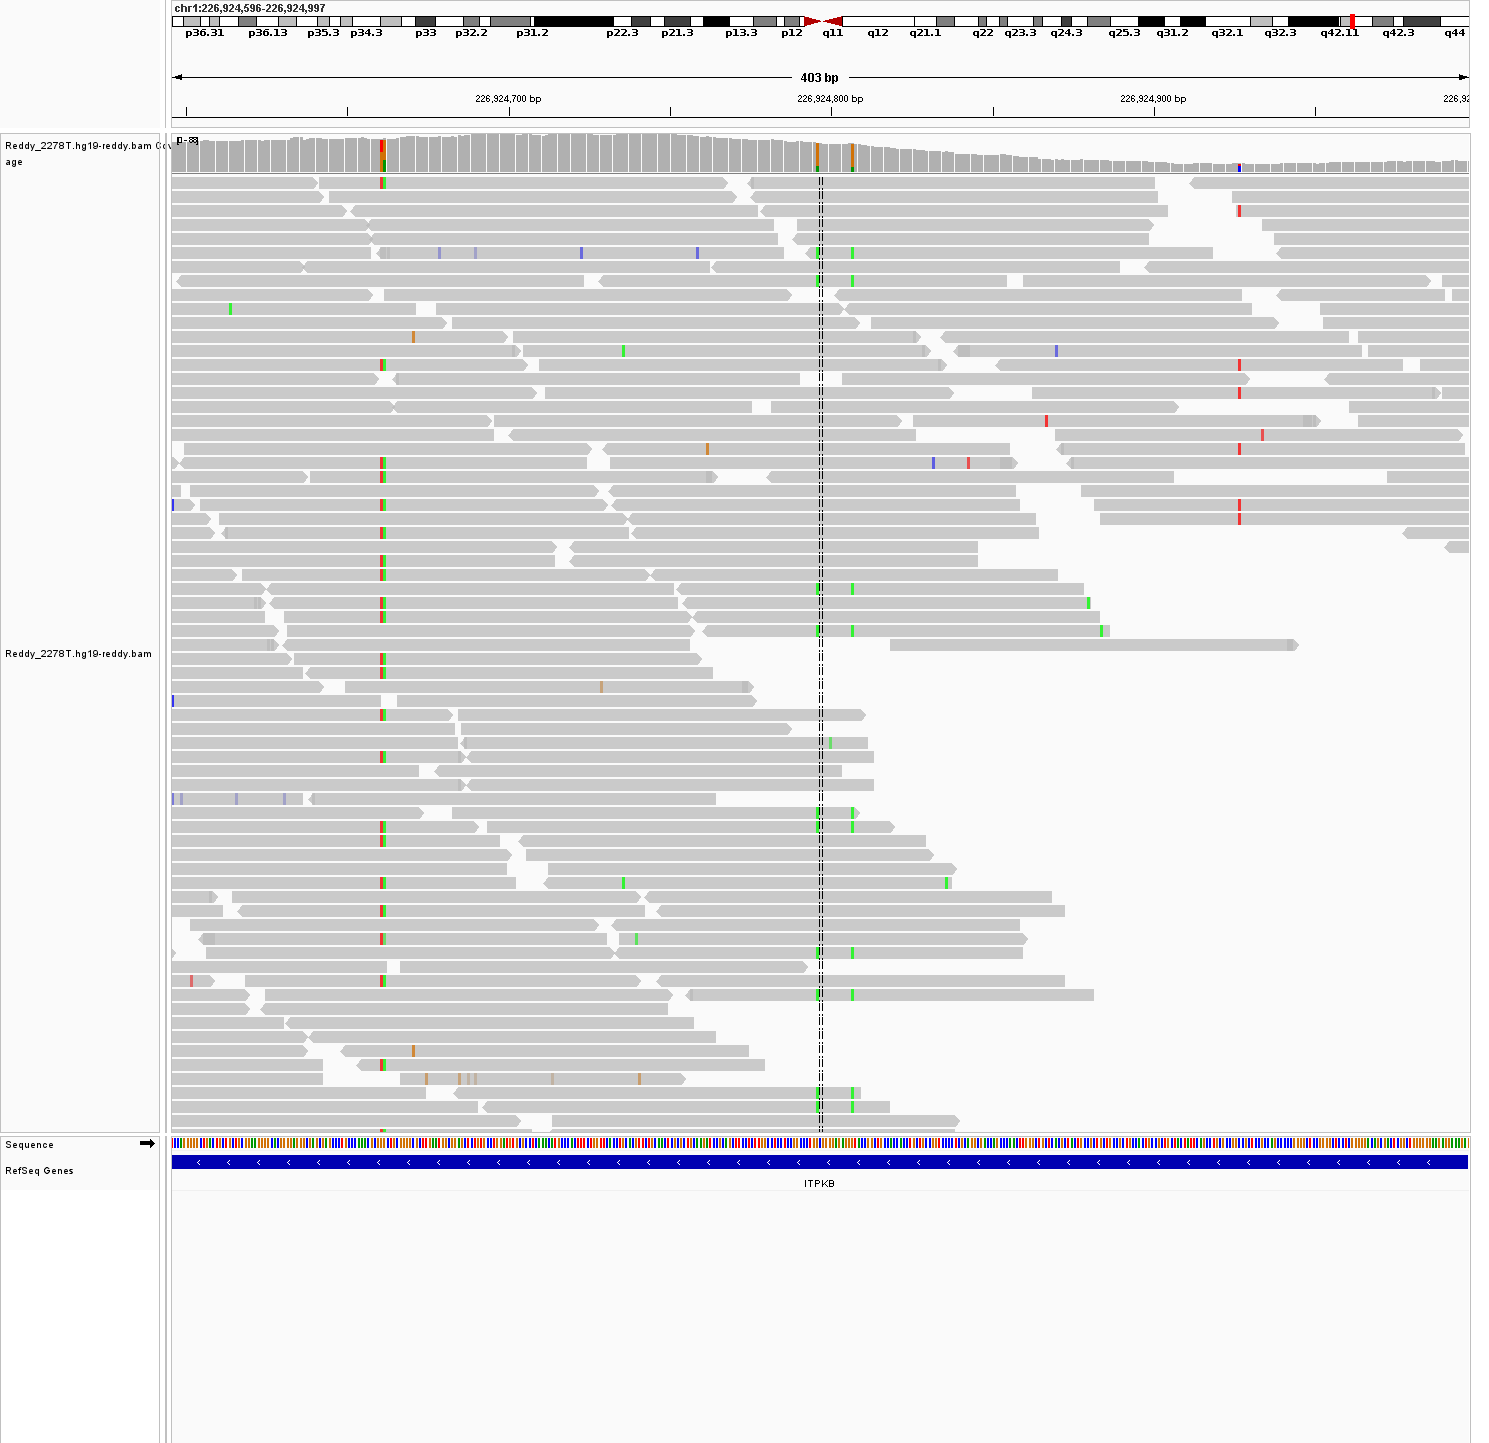 chr1:226,924,596-226,924,997
p36.31 p36.13 p35.3 p34.3 p33 p32.2 p31.2 p22.3 p21.3 p13.3 p12 q11 q12 q21.1 q22 q23.3 q24.3 q25.3 q31.2 q32.1 q32.3 q42.11 q42.3 q44
403 bp
226,924,700 bp 226,924,800 bp 226,924,900 bp 226,92
Reddy_2278T.hg19-reddy.bam Cov
age
Reddy_2278T.hg19-reddy.bam
Sequence
RefSeq Genes
ITPKB